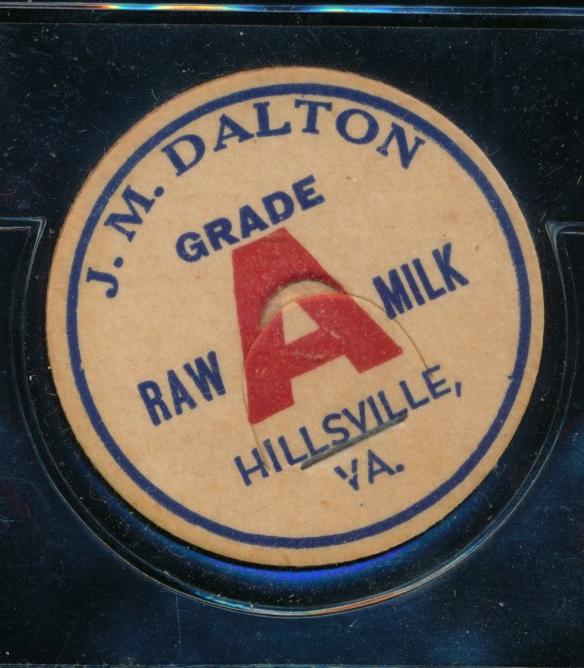 J. M. DALTON
GRADE
A
RAW MILK
HILLSVILLE,
VA.